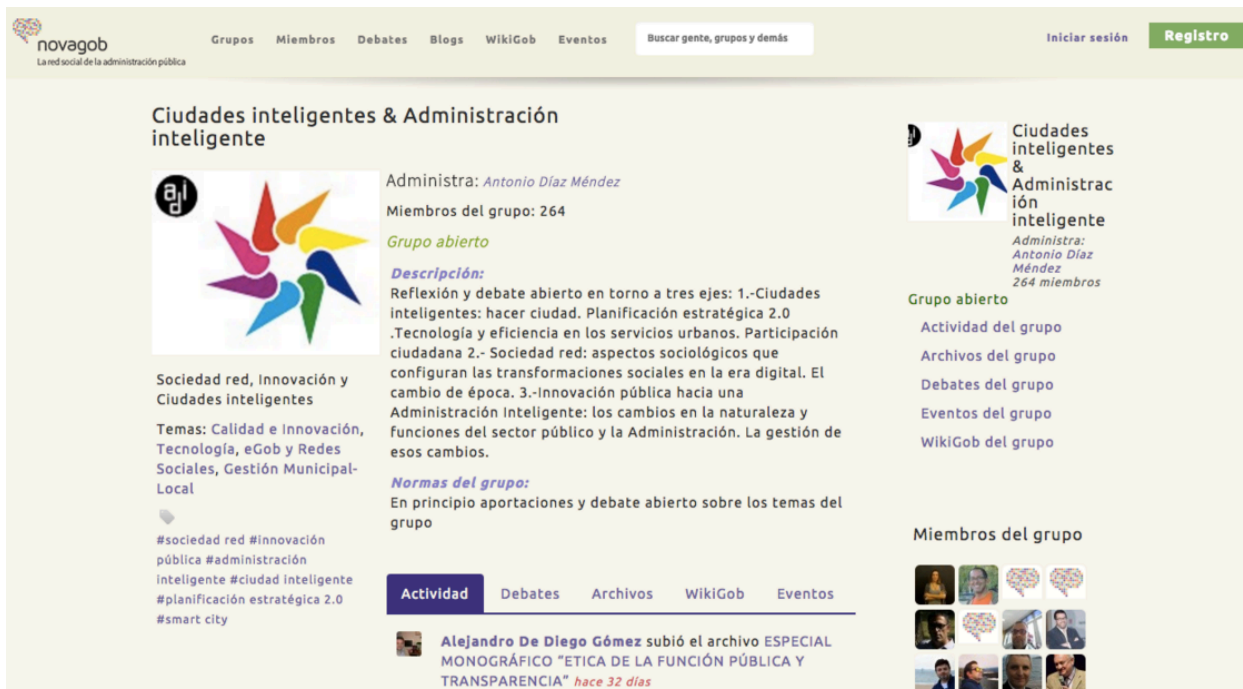 novagob
La red social de la administración pública
Grupos Miembros Debates Blogs WikiGob Eventos
Buscar gente, grupos y demás
Iniciar sesión
Registro
Ciudades inteligentes & Administración
inteligente
adi
Administra: Antonio Díaz Méndez
Miembros del grupo: 264
Grupo abierto
Descripción:
Reflexión y debate abierto en torno a tres ejes: 1.-Ciudades
inteligentes: hacer ciudad. Planificación estratégica 2.0
.Tecnología y eficiencia en los servicios urbanos. Participación
ciudadana 2.- Sociedad red: aspectos sociológicos que
configuran las transformaciones sociales en la era digital. El
cambio de época. 3.-Innovación pública hacia una
Administración Inteligente: los cambios en la naturaleza y
funciones del sector público y la Administración. La gestión de
esos cambios.
Normas del grupo:
En principio aportaciones y debate abierto sobre los temas del
grupo
Sociedad red, Innovación y
Ciudades inteligentes
Temas: Calidad e Innovación,
Tecnología, eGob y Redes
Sociales, Gestión Municipal-
Local
#sociedad red #innovación
pública #administración
inteligente #ciudad inteligente
#planificación estratégica 2.0
#smart city
Actividad Debates Archivos WikiGob Eventos
Alejandro De Diego Gómez subió el archivo ESPECIAL
MONOGRÁFICO "ETICA DE LA FUNCIÓN PÚBLICA Y
TRANSPARENCIA" hace 32 días
Ciudades
inteligentes
&
Administrac
ión
inteligente
Administra:
Antonio Díaz
Méndez
264 miembros
Grupo abierto
Actividad del grupo
Archivos del grupo
Debates del grupo
Eventos del grupo
WikiGob del grupo
Miembros del grupo